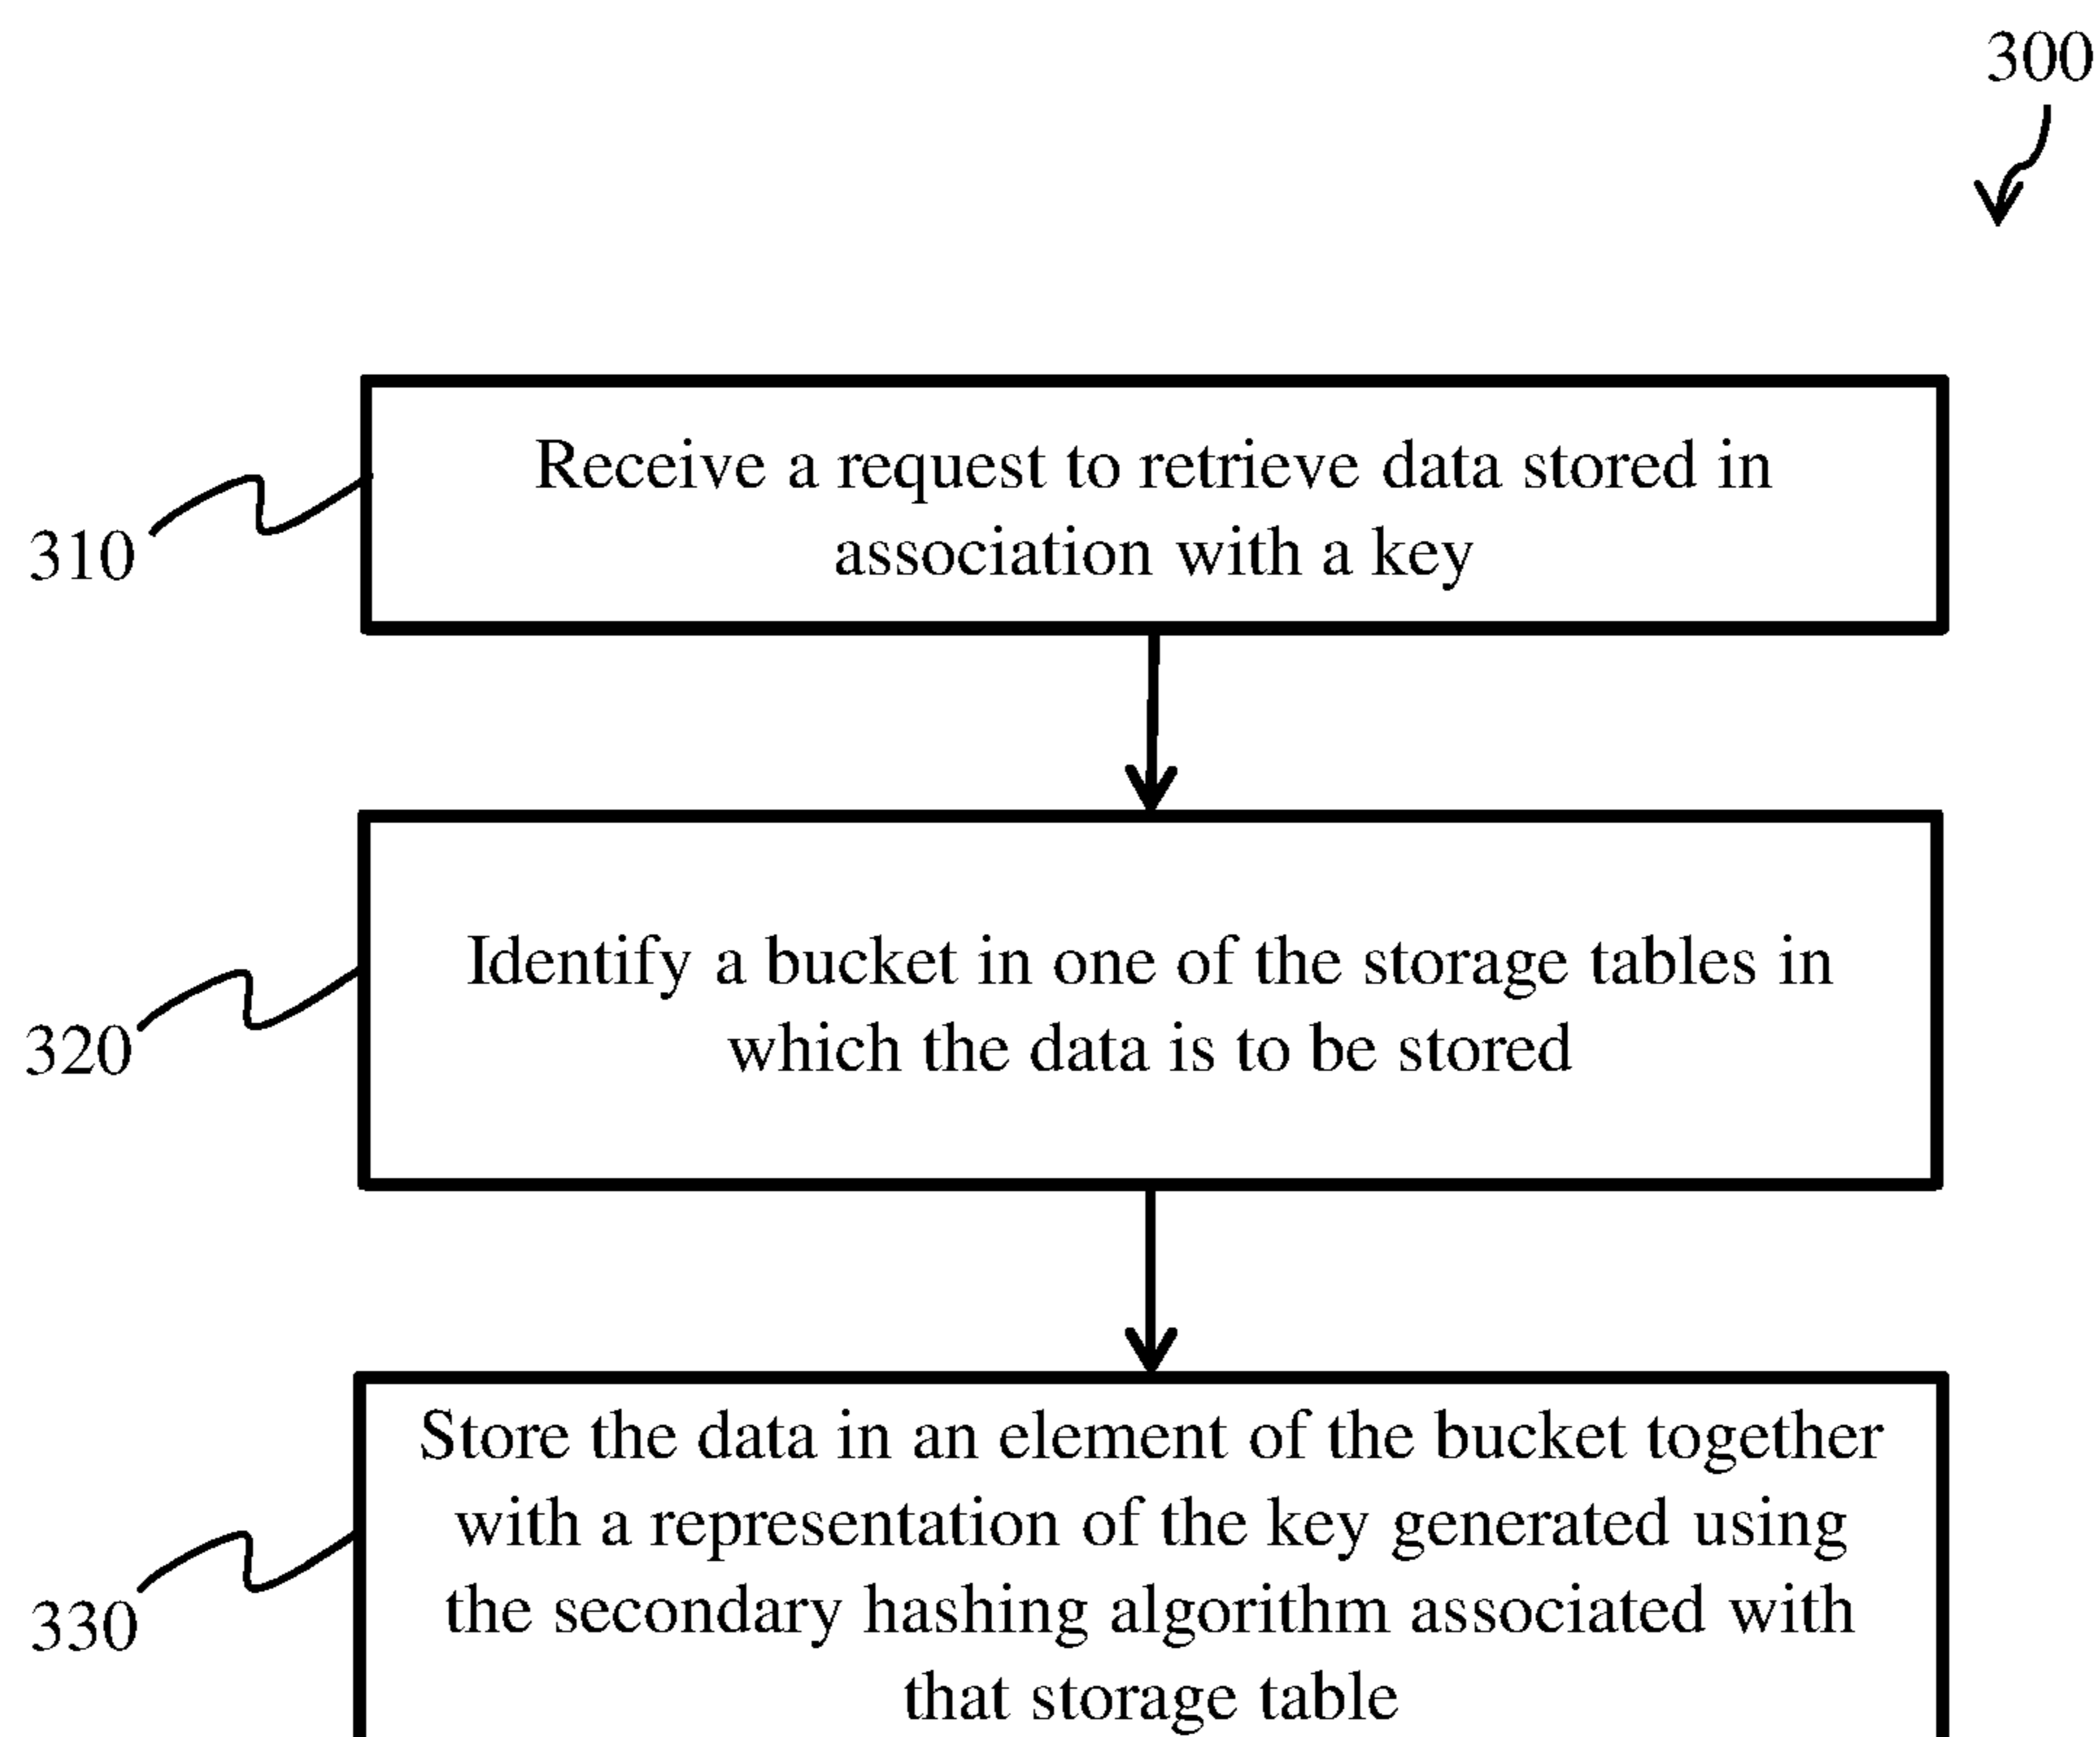 300
Receive a request to retrieve data stored in
association with a key
310
Identify a bucket in one of the storage tables in
which the data is to be stored
320
Store the data in an element of the bucket together
with a representation of the key generated using
the secondary hashing algorithm associated with
that storage table
330